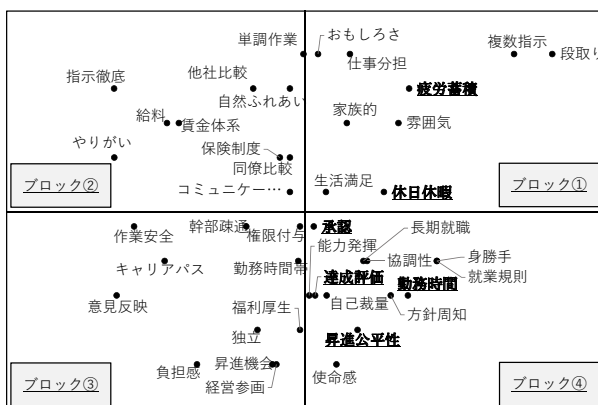 単調作業
おもしろさ
複数指示
段取り
仕事分担
指示徹底
他社比較
疲労蓄積
自然ふれあい
給料
賃金体系
家族的
雰囲気
やりがい
保険制度
同僚比較
ブロック②
コミュニケー…
生活満足
休日休暇
ブロック①
作業安全
幹部疎通
権限付与
承認
長期就職
能力発揮
キャリアパス
勤務時間帯
協調性
身勝手
就業規則
達成評価
勤務時間
意見反映
福利厚生
自己裁量
方針周知
独立
昇進公平性
負担感
昇進機会
使命感
ブロック③
経営参画
ブロック④